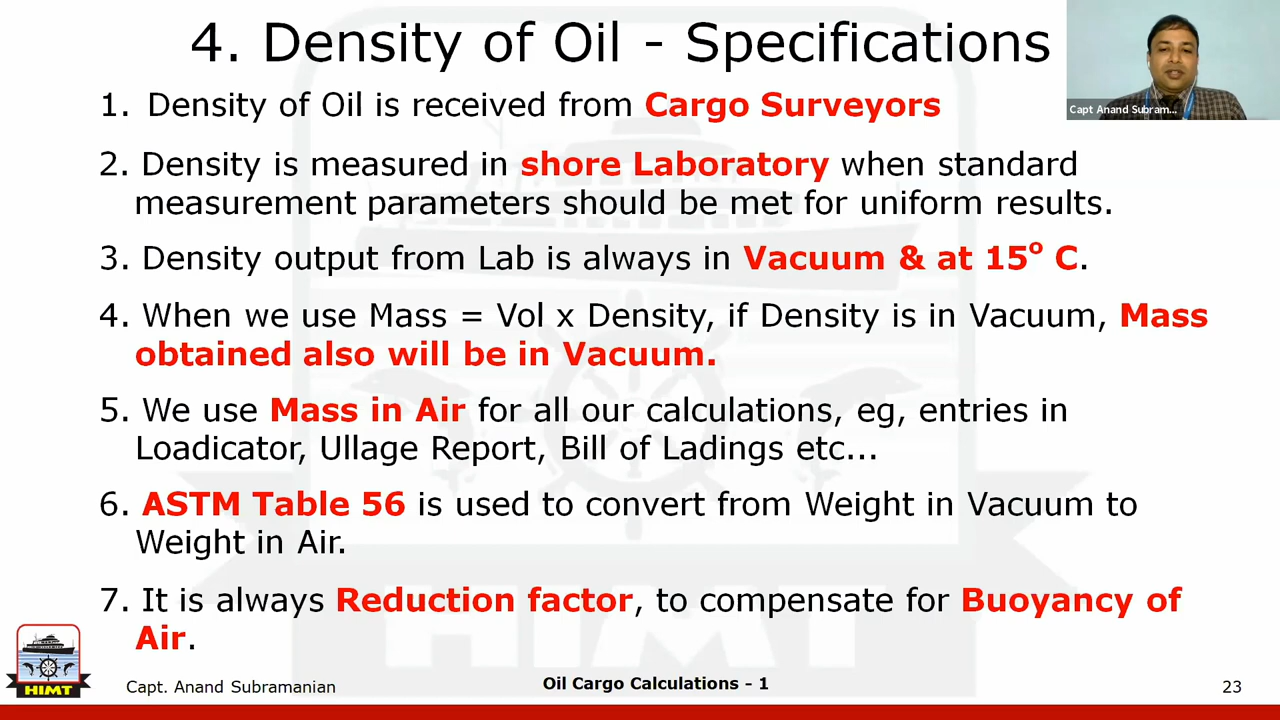 4. Density of Oil - Specifications
Capt Anand Subram...
1. Density of Oil is received from Cargo Surveyors
2. Density is measured in shore Laboratory when standard
measurement parameters should be met for uniform results.
3. Density output from Lab is always in Vacuum & at 15° C.
4. When we use Mass = Vol x Density, if Density is in Vacuum, Mass
obtained also will be in Vacuum.
5. We use Mass in Air for all our calculations, eg, entries in
Loadicator, Ullage Report, Bill of Ladings etc...
6. ASTM Table 56 is used to convert from Weight in Vacuum to
Weight in Air.
7. It is always Reduction factor, to compensate for Buoyancy of
Air.
HIMT
HIMT
Capt. Anand Subramanian
Oil Cargo Calculations - 1
23